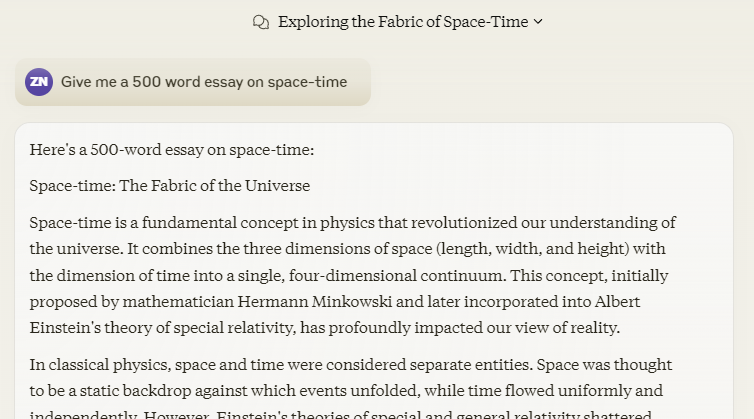 Exploring the Fabric of Space-Time
ZN Give me a 500 word essay on space-time
Here's a 500-word essay on space-time:
Space-time: The Fabric of the Universe
Space-time is a fundamental concept in physics that revolutionized our understanding of
the universe. It combines the three dimensions of space (length, width, and height) with
the dimension of time into a single, four-dimensional continuum. This concept, initially
proposed by mathematician Hermann Minkowski and later incorporated into Albert
Einstein's theory of special relativity, has profoundly impacted our view of reality.
In classical physics, space and time were considered separate entities. Space was thought
to be a static backdrop against which events unfolded, while time flowed uniformly and
independently. However, Einstein's theories of special and general relativity shattered